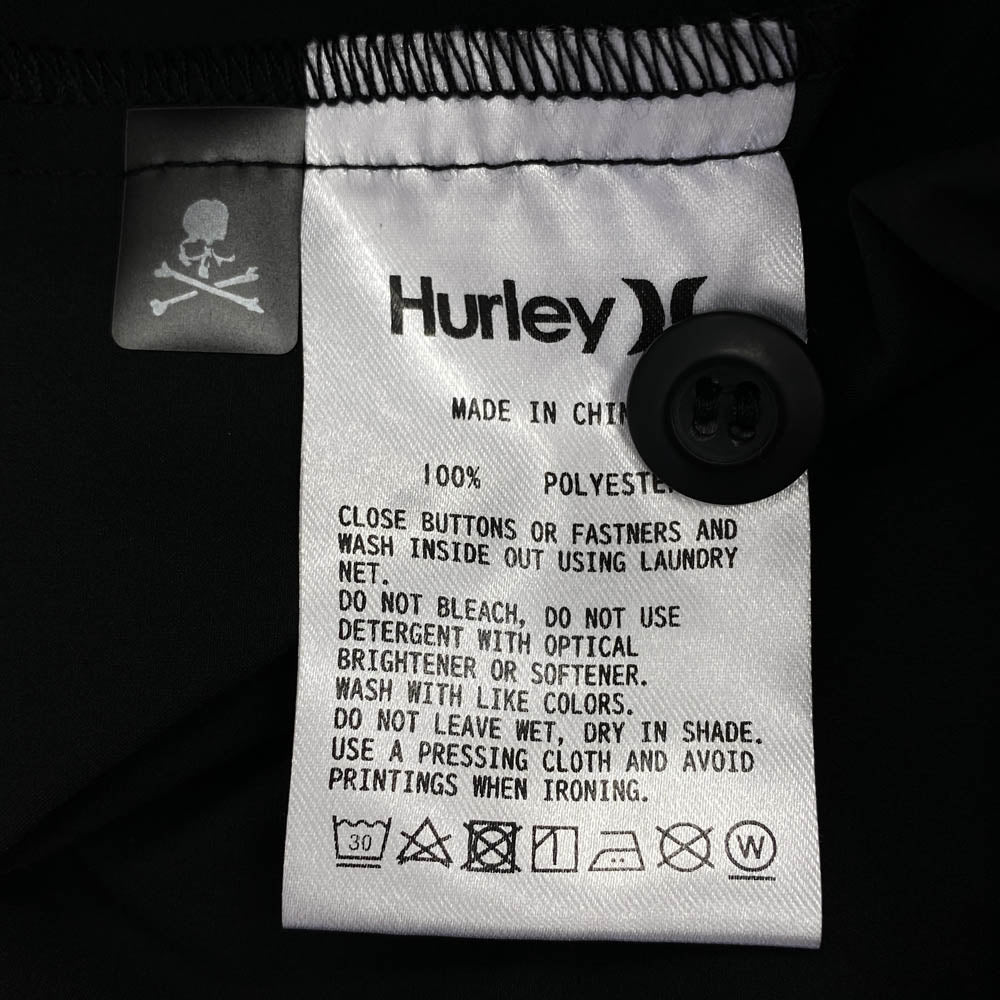 Hurley
MADE IN
100% POLYESTE
CLOSE BUTTONS OR FASTNERS AND
WASH INSIDE OUT USING LAUNDRY
NET.
DO NOT BLEACH, DO NOT USE
DETERGENT WITH OPTICAL
BRIGHTENER OR SOFTENER.
WASH WITH LIKE COLORS.
DO NOT LEAVE WET, DRY IN SHADE.
USE A PRESSING CLOTH AND AVOID
PRINTINGS WHEN IRONING.
30 W